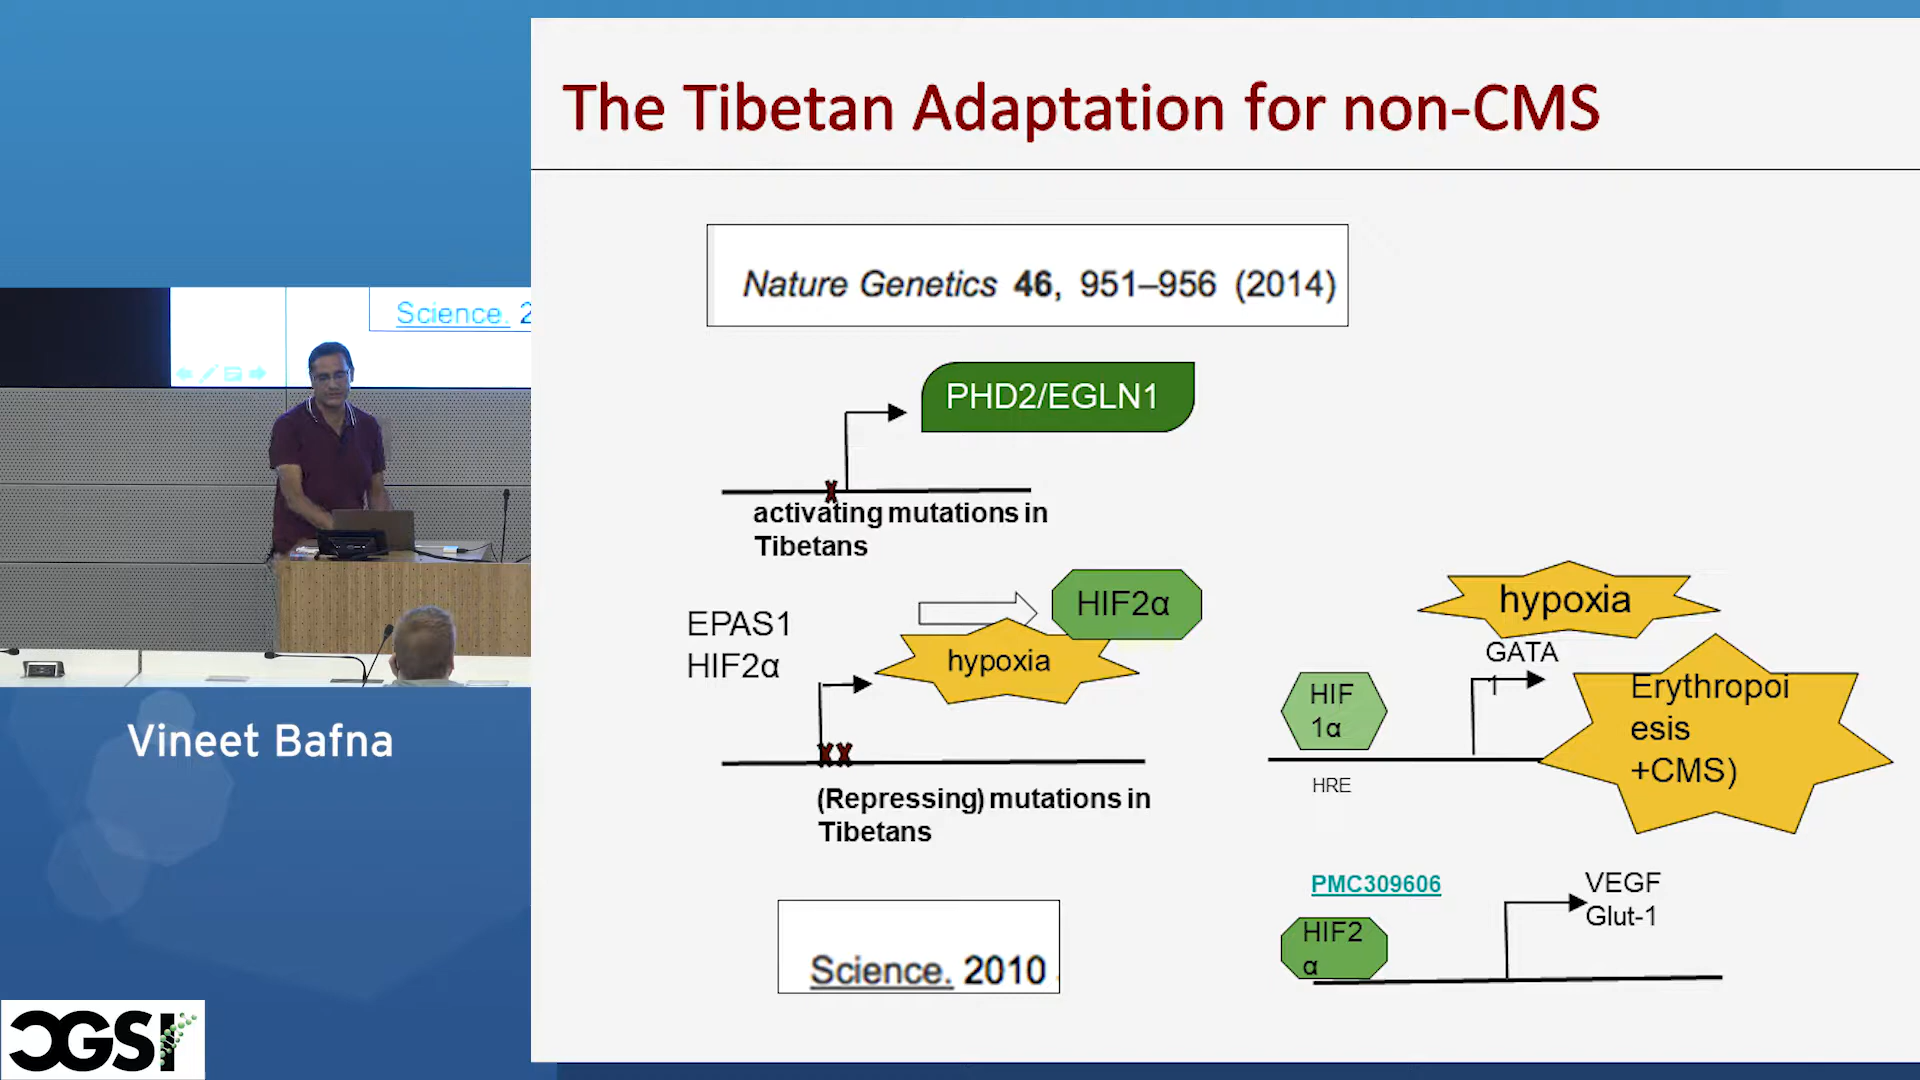 The Tibetan Adaptation for non-CMS
Nature Genetics 46, 951–956 (2014)
PHD2/EGLN1
activating mutations in
Tibetans
EPAS1
HIF2α
HIF2α
hypoxia
(Repressing) mutations in
Tibetans
Science. 2010
hypoxia
GATA
1
HIF
1α
HRE
Erythropoi
esis
+CMS)
PMC309606
VEGF
Glut-1
HIF2
α
Science. 2
Vineet Bafna
CGSI